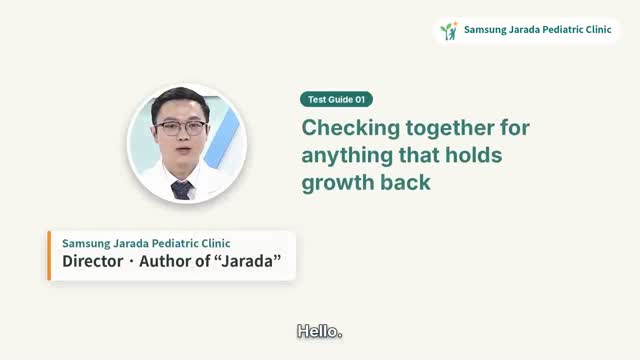 Samsung Jarada Pediatric Clinic
Test Guide 01
Checking together for
anything that holds
growth back
Samsung Jarada Pediatric Clinic
Director · Author of “Jarada”
Hello.